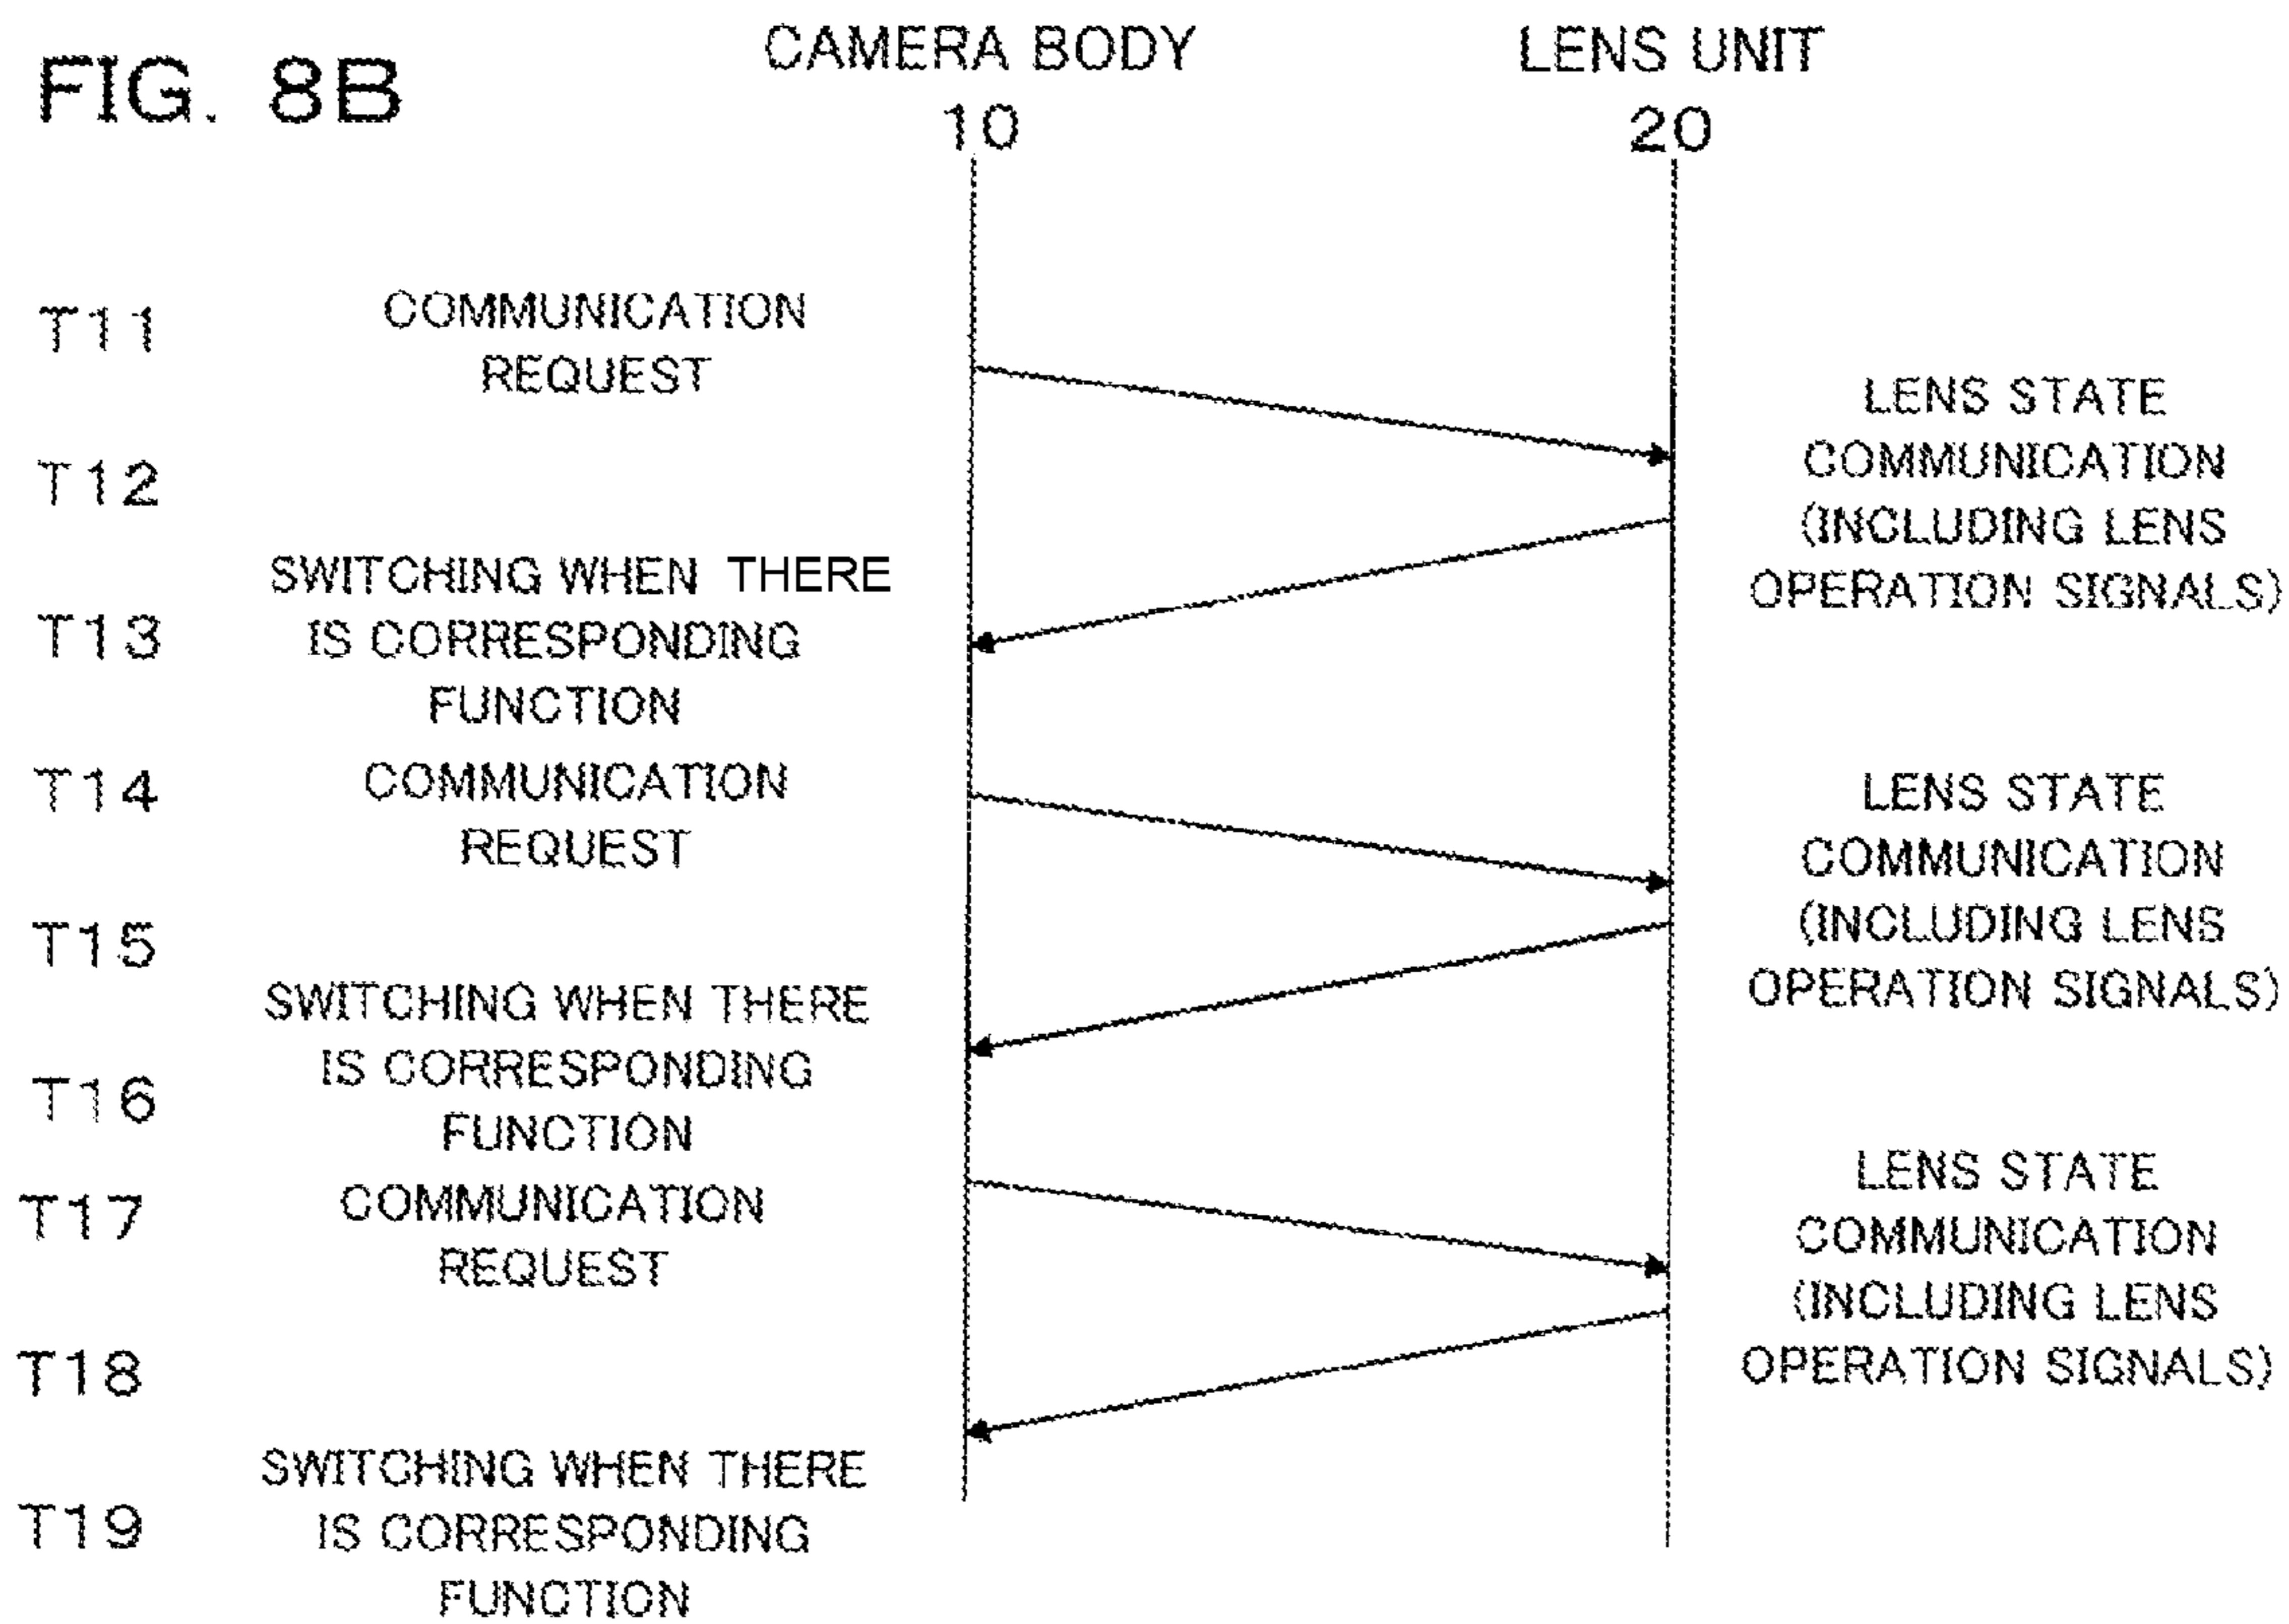 FIG. 8B
CAMERA BODY
10
LENS UNIT
20
T11
COMMUNICATION
REQUEST
LENS STATE
COMMUNICATION
(INCLUDING LENS
OPERATION SIGNALS)
T12
T13
SWITCHING WHEN THERE
IS CORRESPONDING
FUNCTION
T14
COMMUNICATION
REQUEST
LENS STATE
COMMUNICATION
(INCLUDING LENS
OPERATION SIGNALS)
T15
T16
SWITCHING WHEN THERE
IS CORRESPONDING
FUNCTION
T17
COMMUNICATION
REQUEST
LENS STATE
COMMUNICATION
(INCLUDING LENS
OPERATION SIGNALS)
T18
T19
SWITCHING WHEN THERE
IS CORRESPONDING
FUNCTION